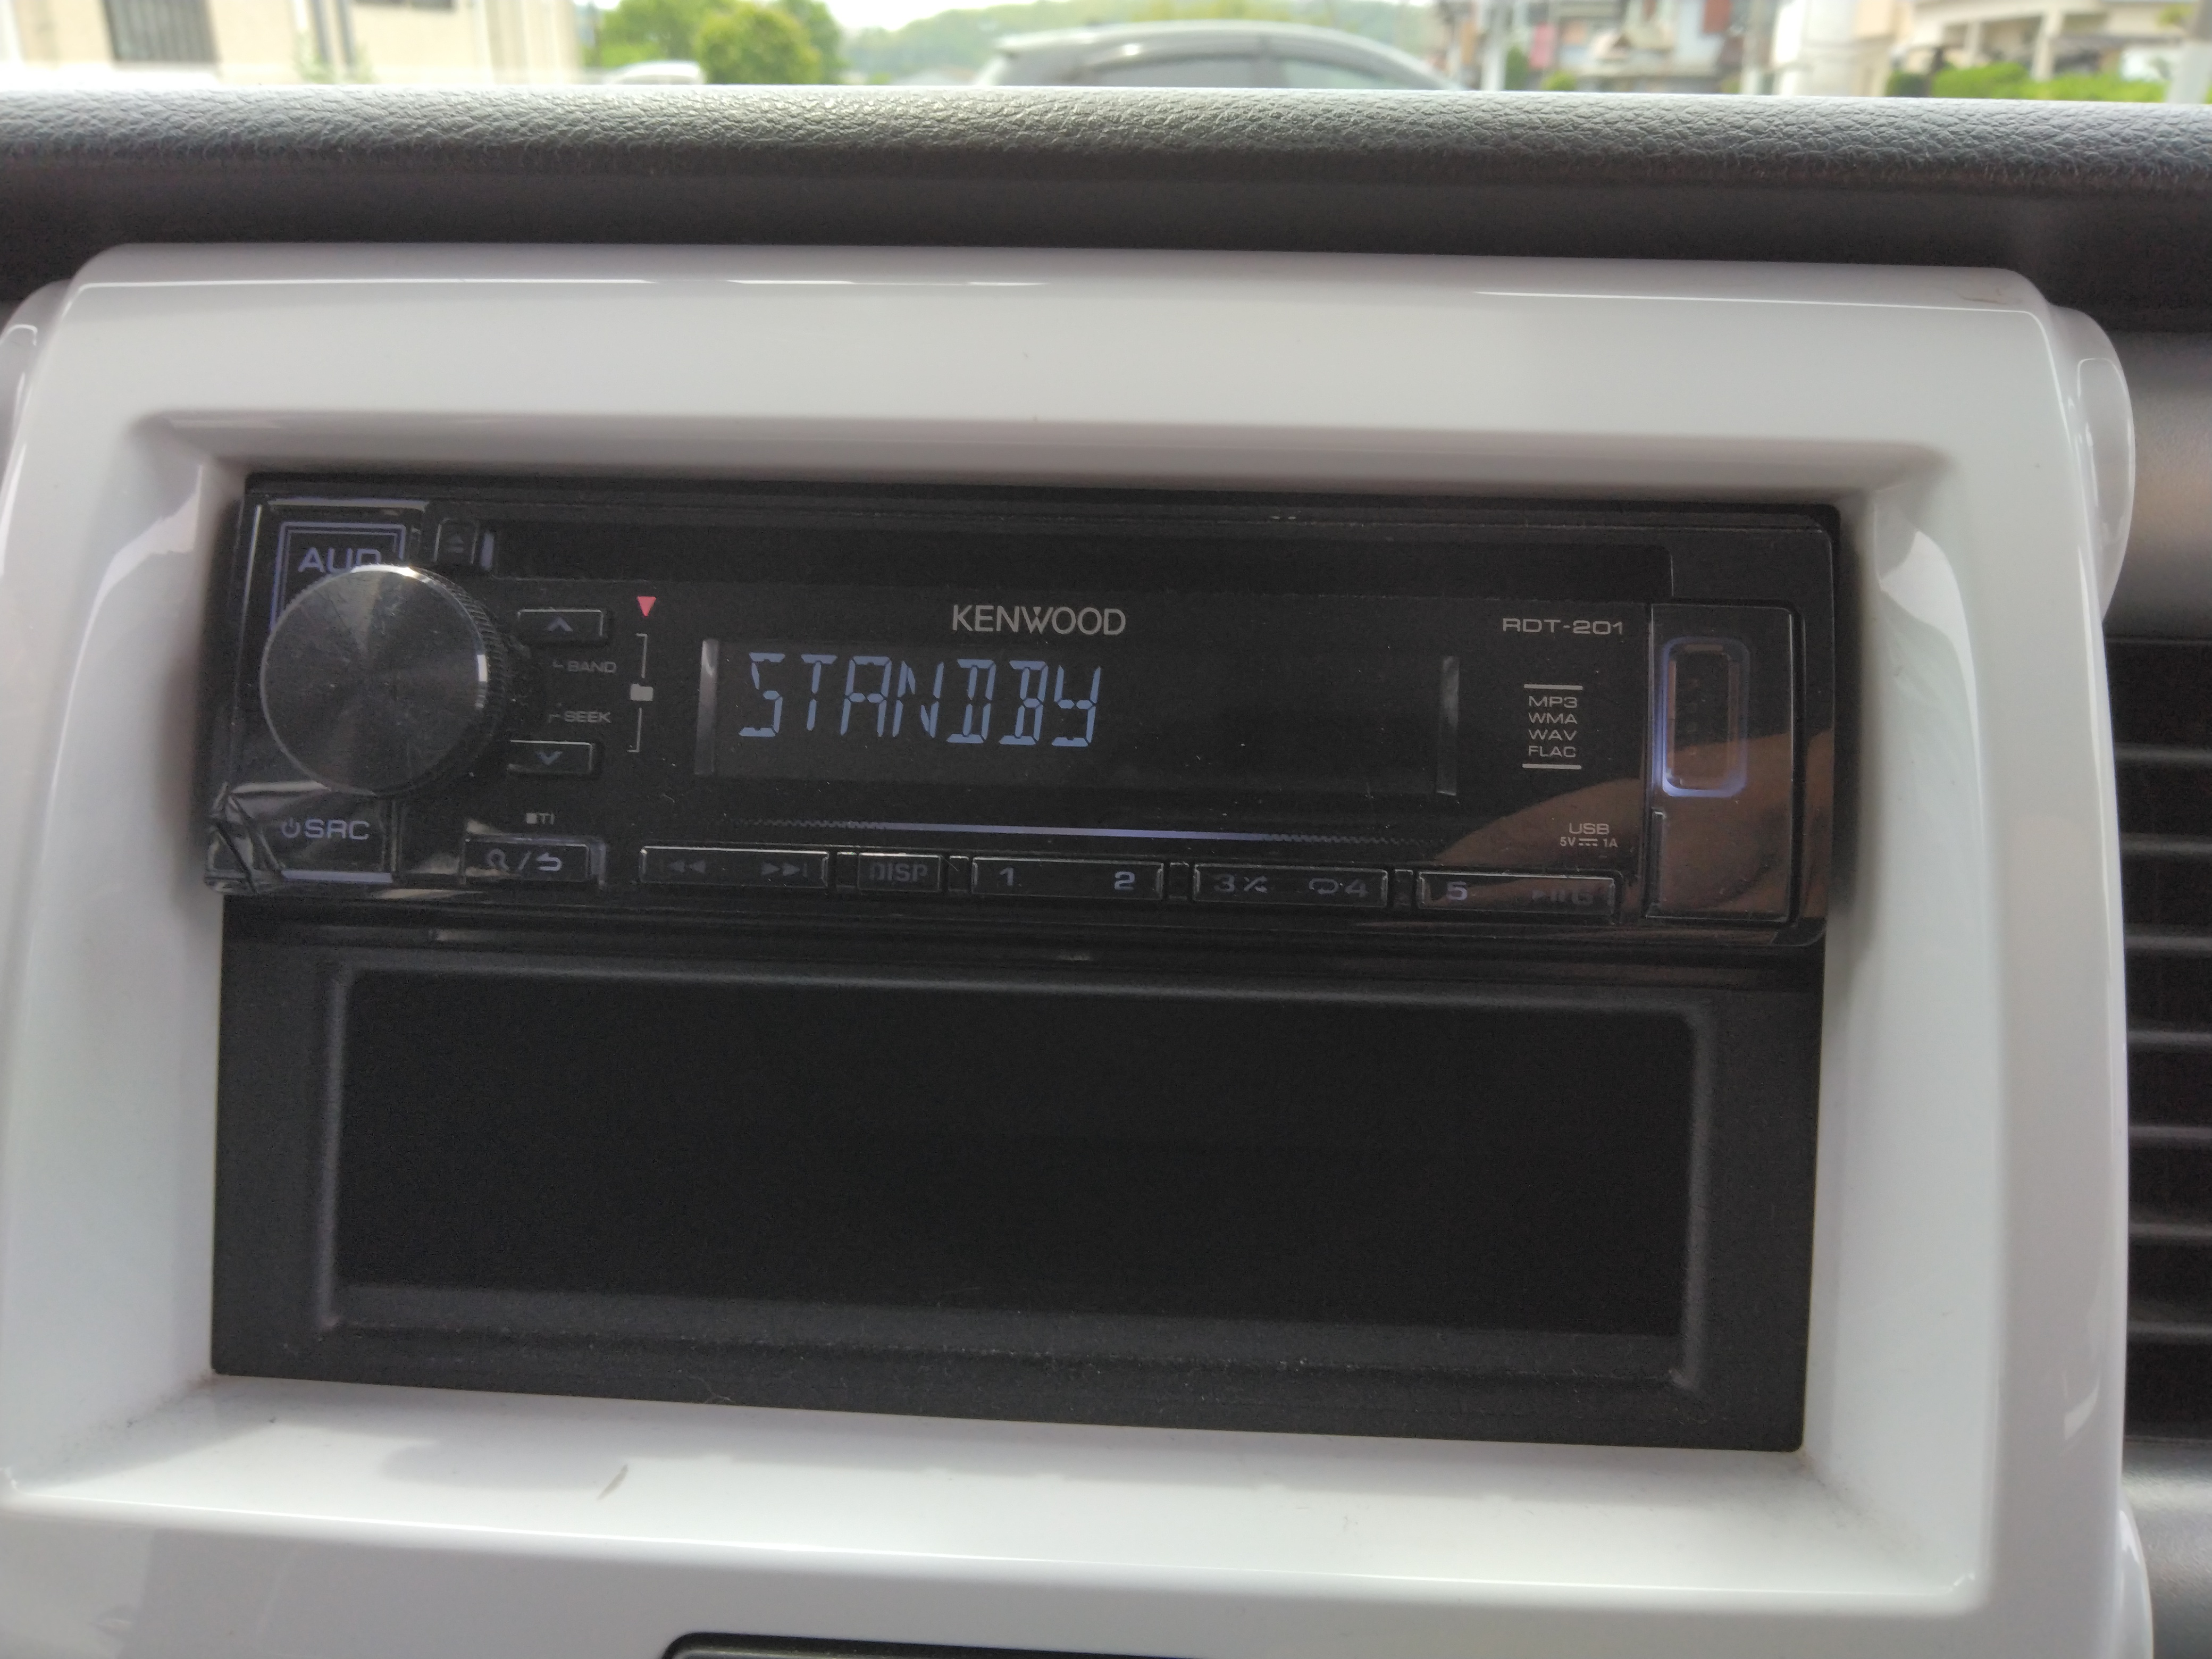 AUD
KENWOOD
RDT-201
BAND
STANDBY
SEEK
MP3
WMA
WAV
FLAC
TI
SRC
USB
5V 1A
DISP
1 2
3 4
5 6